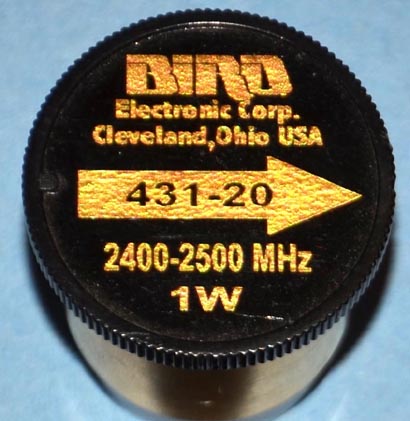 BIRD
Electronic Corp.
Cleveland,Ohio USA
431-20
2400-2500 MHz
1W